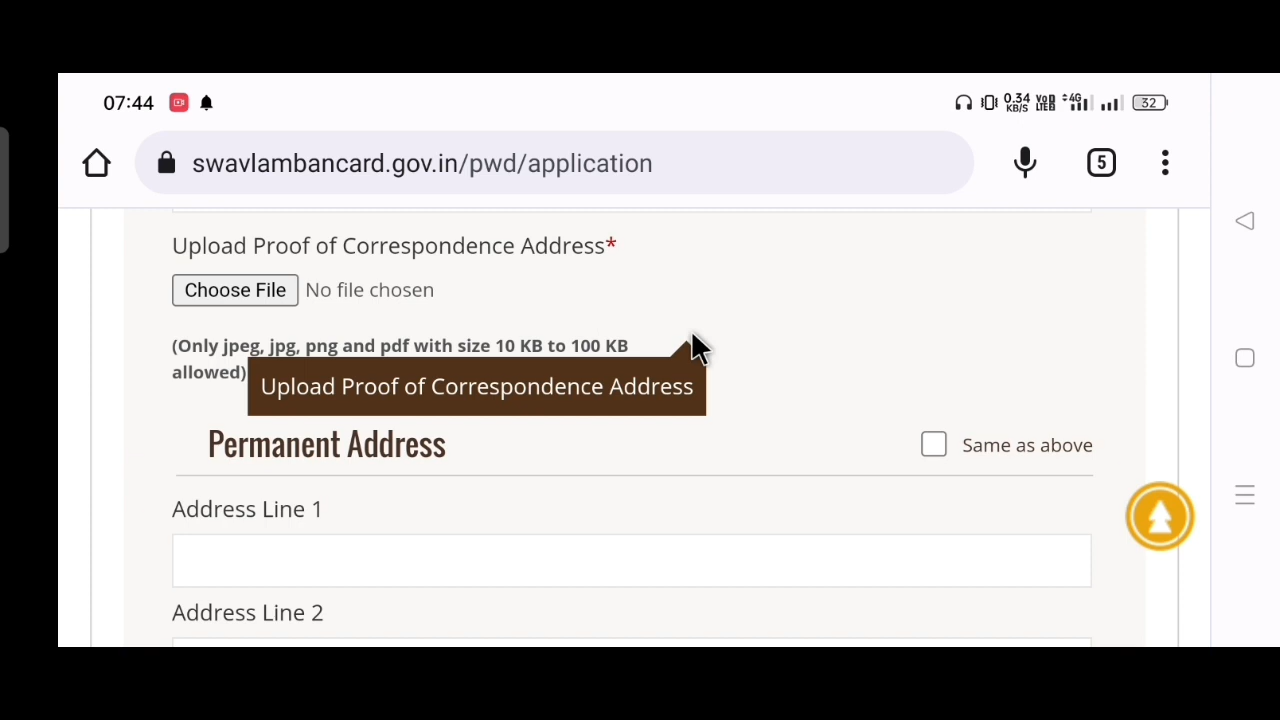 07:44 0.34 KB/S VoD LTEB 4G 32
swavlambancard.gov.in/pwd/application 5
Upload Proof of Correspondence Address*
Choose File No file chosen
(Only jpeg, jpg, png and pdf with size 10 KB to 100 KB
allowed)
Upload Proof of Correspondence Address
Permanent Address Same as above
Address Line 1
Address Line 2